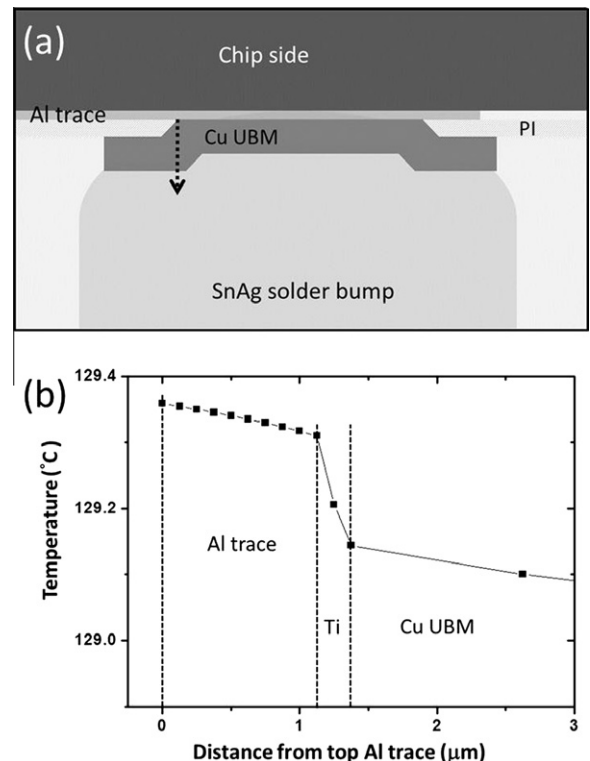 (a)
Chip side
Al trace
Cu UBM
PI
SnAg solder bump
(b)
129.4
129.2
129.0
Temperature (°C)
Al trace
Ti
Cu UBM
0
1
2
3
Distance from top Al trace (μm)